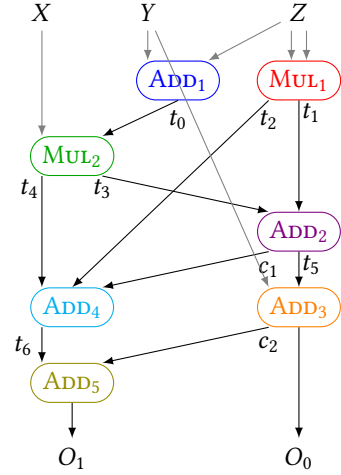 X Y Z
ADD₁ MUL₁
t₀ t₂ t₁
MUL₂
t₄ t₃
ADD₂
c₁ t₅
ADD₄ ADD₃
t₆ c₂
ADD₅
O₁ O₀